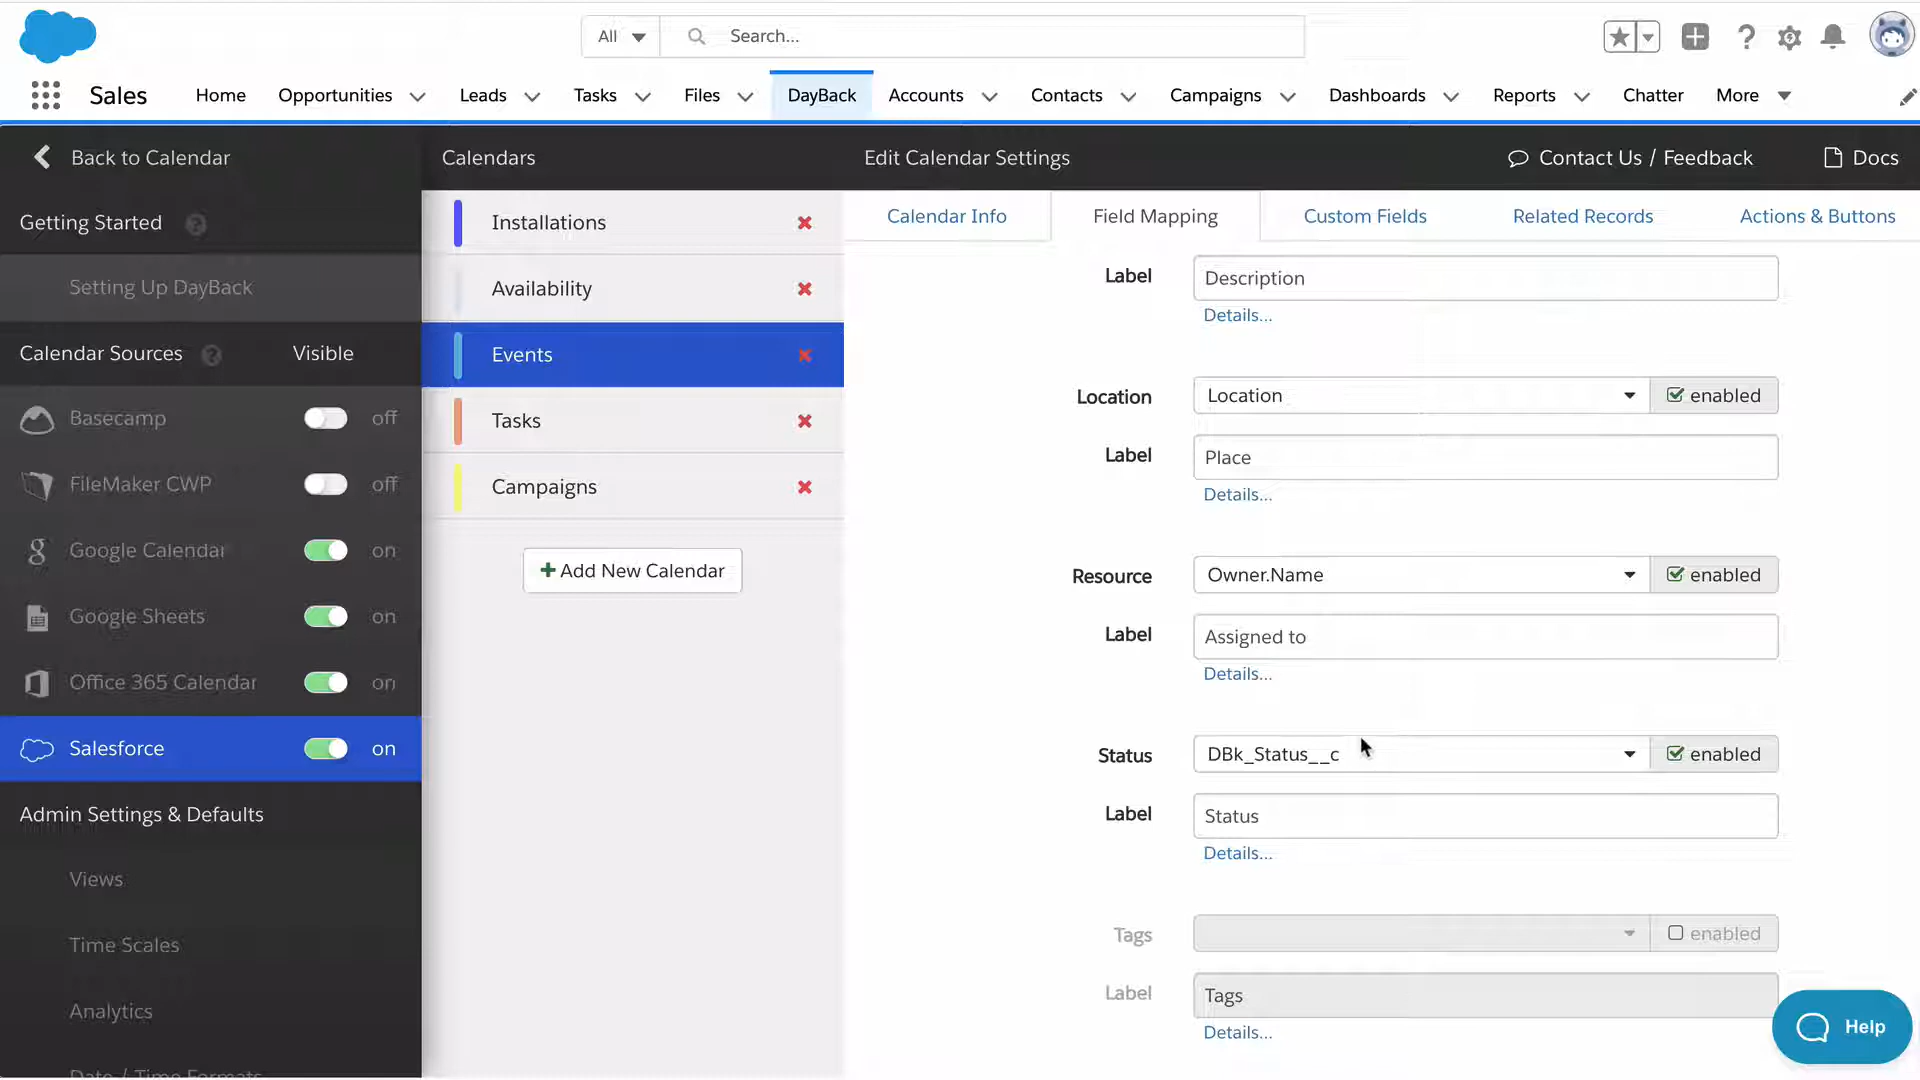 All
Search...
Sales
Home
Opportunities
Leads
Tasks
Files
DayBack
Accounts
Contacts
Campaigns
Dashboards
Reports
Chatter
More
Back to Calendar
Calendars
Edit Calendar Settings
Contact Us / Feedback
Docs
Getting Started
Setting Up DayBack
Calendar Sources
Visible
Basecamp
off
FileMaker CWP
off
Google Calendar
on
Google Sheets
on
Office 365 Calendar
on
Salesforce
on
Admin Settings & Defaults
Views
Time Scales
Analytics
Date / Time Formats
Installations
Availability
Events
Tasks
Campaigns
Add New Calendar
Calendar Info
Field Mapping
Custom Fields
Related Records
Actions & Buttons
Label
Description
Details...
Location
Location
enabled
Label
Place
Details...
Resource
Owner.Name
enabled
Label
Assigned to
Details...
Status
DBk_Status__c
enabled
Label
Status
Details...
Tags
enabled
Label
Tags
Details...
Help